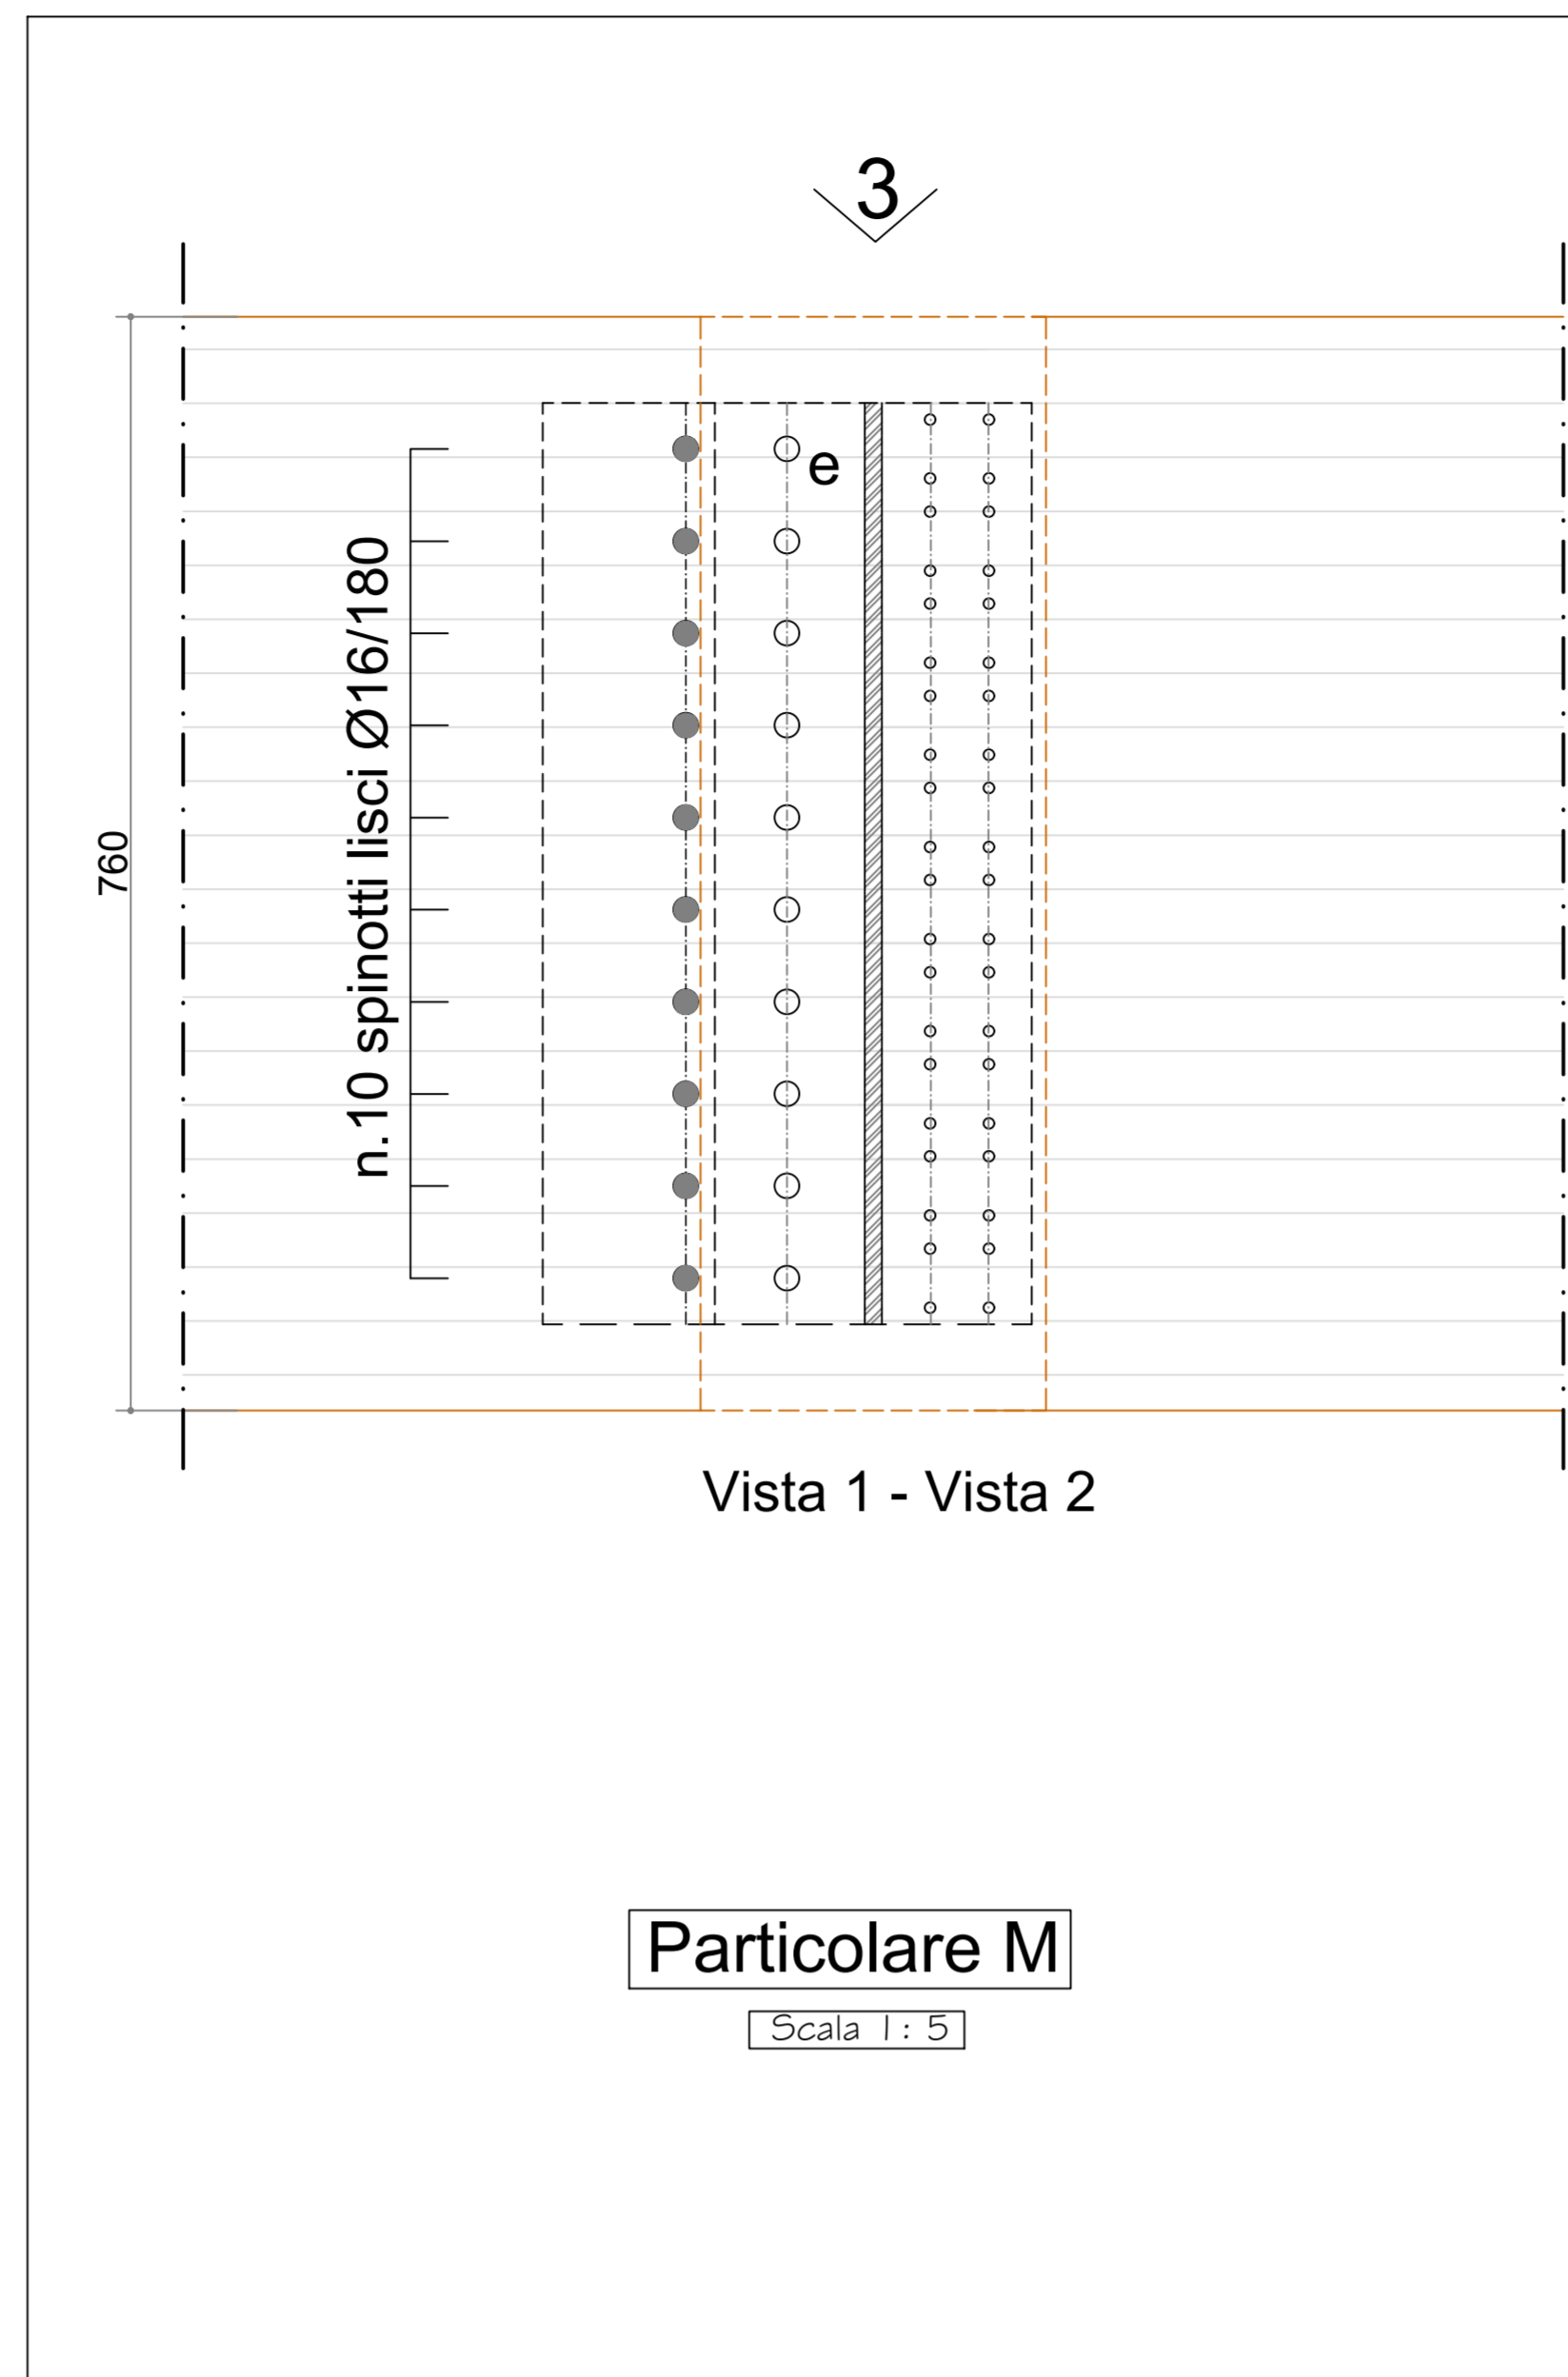 3
e
n.10 spinotti lisci Ø16/180
760
Vista 1 - Vista 2
Particolare M
Scala 1: 5